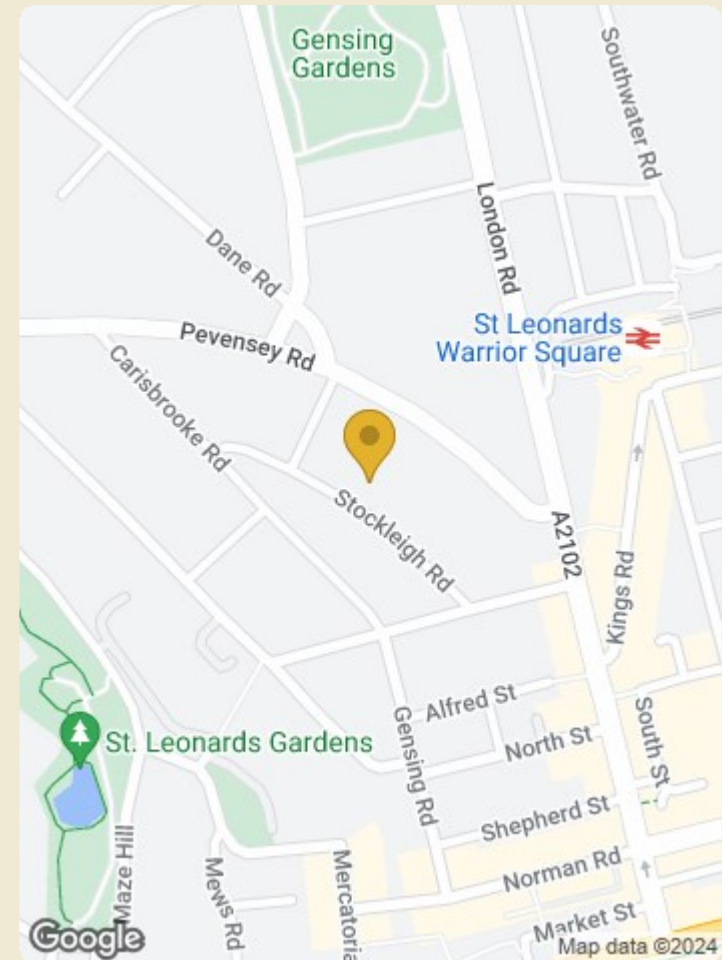 Gensing
Gardens
Southwater Rd
London Rd
Dane Rd
St Leonards
Warrior Square
Pevensey Rd
Carisbrooke Rd
Stockleigh Rd
A2102
Kings Rd
Alfred St
South St
Gensing Rd
North St
St. Leonards Gardens
Shepherd St
Maze Hill
Mews Rd
Mercatoria
Norman Rd
Market St
Google
Map data ©2024